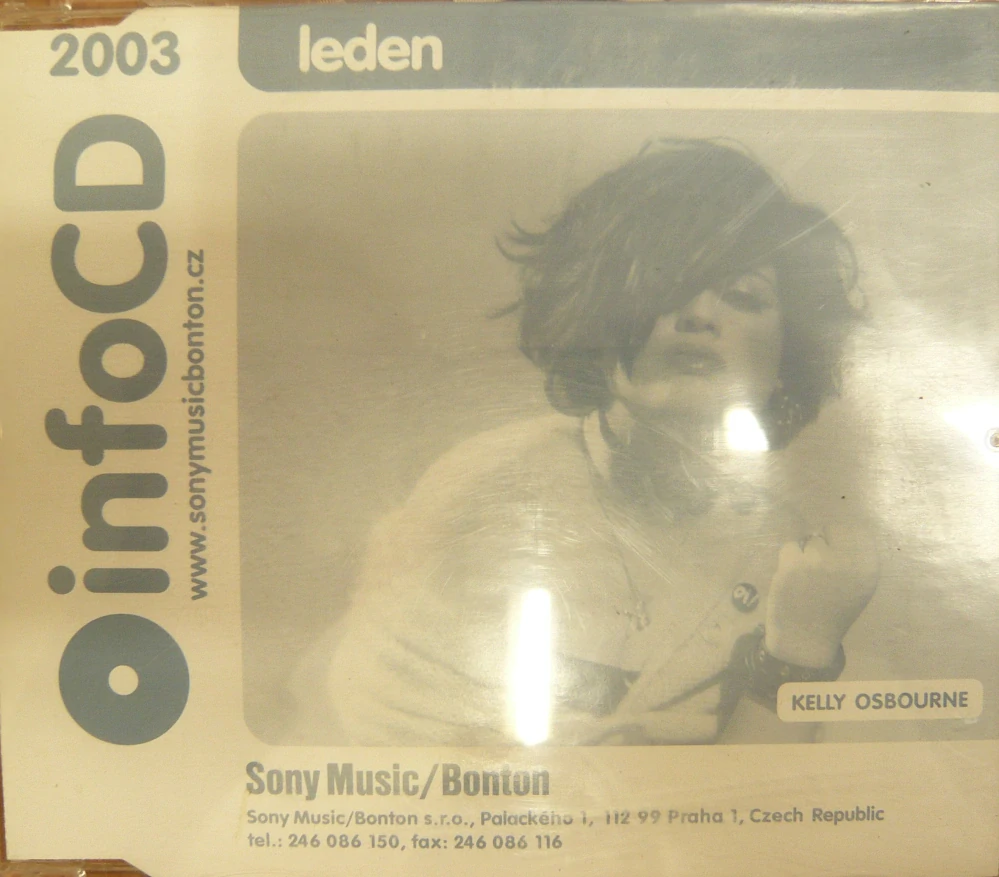 2003
leden
infoCD
www.sonymusicbonton.cz
KELLY OSBOURNE
Sony Music/Bonton
Sony Music/Bonton s.r.o., Palackého 1, 112 99 Praha 1, Czech Republic
tel.: 246 086 150, fax: 246 086 116